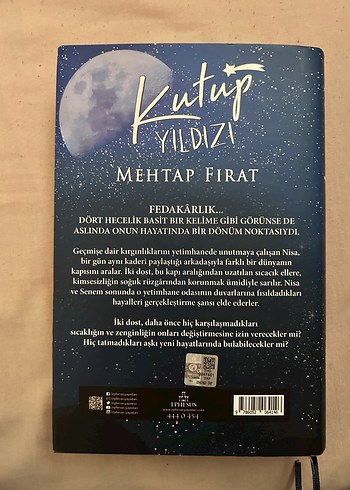 Kutup
YILDIZI
MEHTAP FIRAT
FEDAKÂRLIK...
DÖRT HECELİK BASİT BİR KELİME GİBİ GÖRÜNSE DE
ASLINDA ONUN HAYATINDA BİR DÖNÜM NOKTASIYDI.
Geçmişe dair kırgınlıklarını yetimhanede unutmaya çalışan Nisa,
bir gün aynı kaderi paylaştığı arkadaşıyla farklı bir dünyanın
kapısını aralar. İki dost, bu kapı aralığından uzatılan sıcacık ellere,
kimsesizliğin soğuk rüzgârından korunmak ümidiyle sarılır. Nisa
ve Senem sonunda o yetimhane odasının duvarlarına fısıldadıkları
hayalleri gerçekleştirme şansı elde ederler.
İki dost, daha önce hiç karşılaşmadıkları
sıcaklığın ve zenginliğin onları değiştirmesine izin verecekler mi?
Hiç tatmadıkları aşkı yeni hayatlarında bulabilecekler mi?
EPHESUS
444 0 454
9 786052 064146